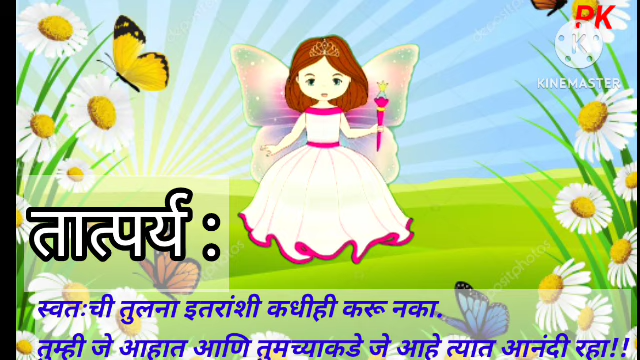 PK
KINEMASTER
तात्पर्य :
स्वतःची तुलना इतरांशी कधीही करू नका.
तुम्ही जे आहात आणि तुमच्याकडे जे आहे त्यात आनंदी रहा!!